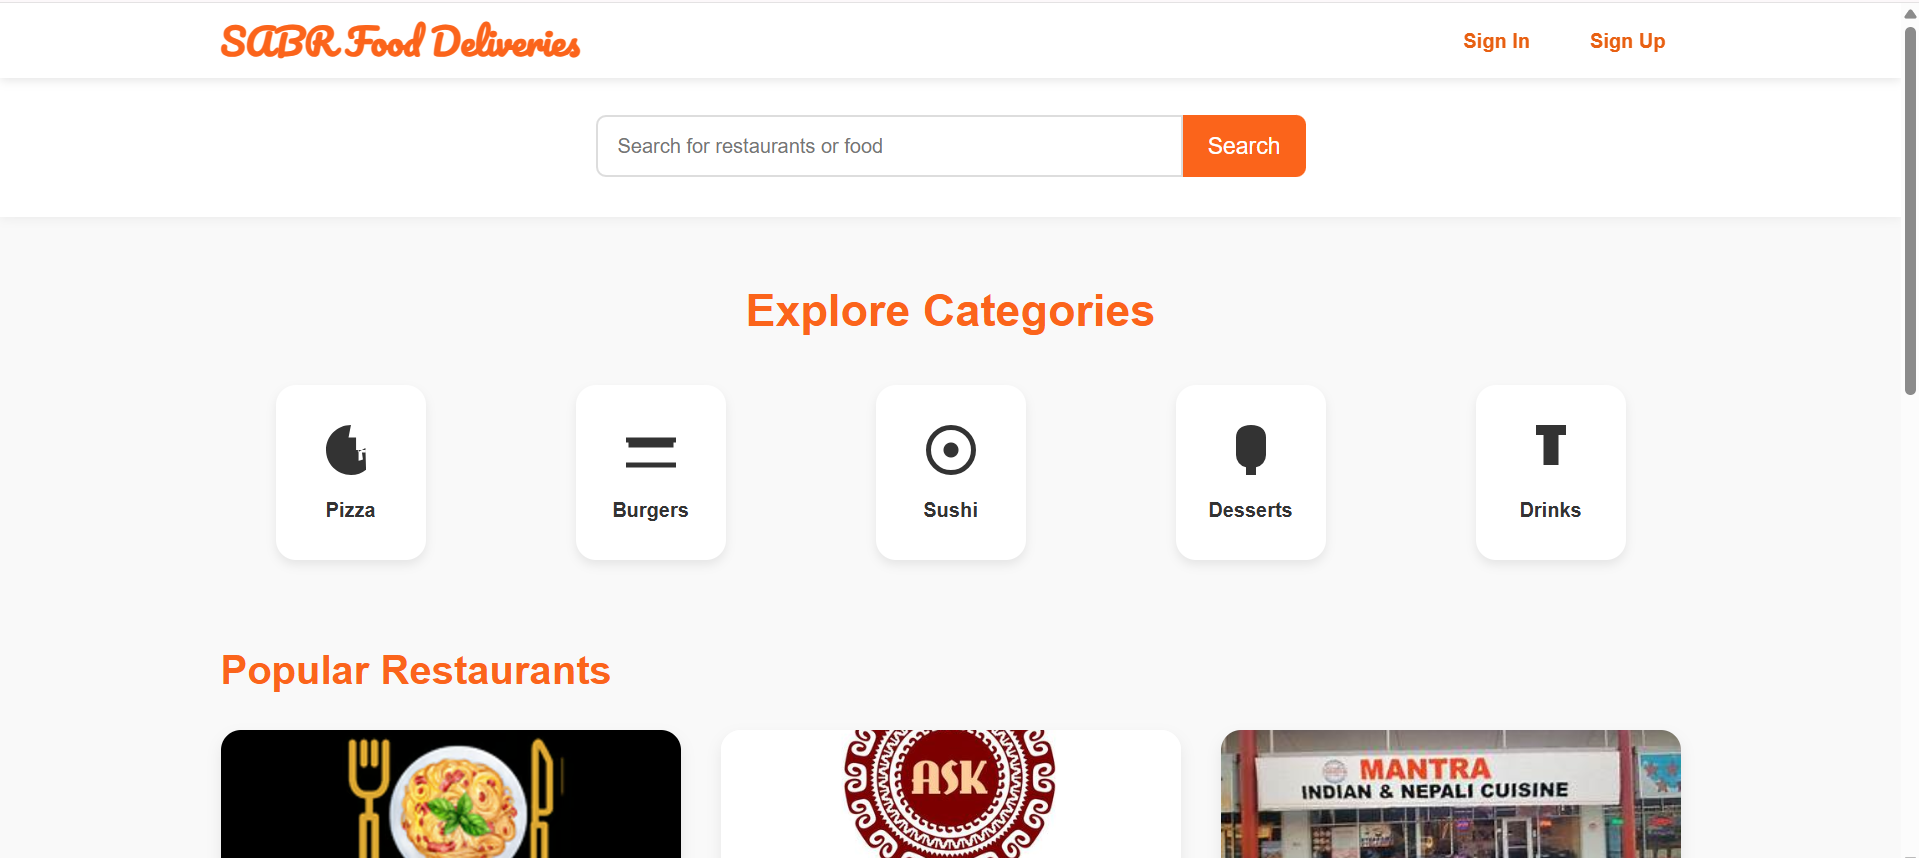 SABR Food Deliveries
Sign In
Sign Up
Search for restaurants or food
Search
Explore Categories
Pizza
Burgers
Sushi
Desserts
Drinks
Popular Restaurants
ASK
MANTRA
INDIAN & NEPALI CUISINE